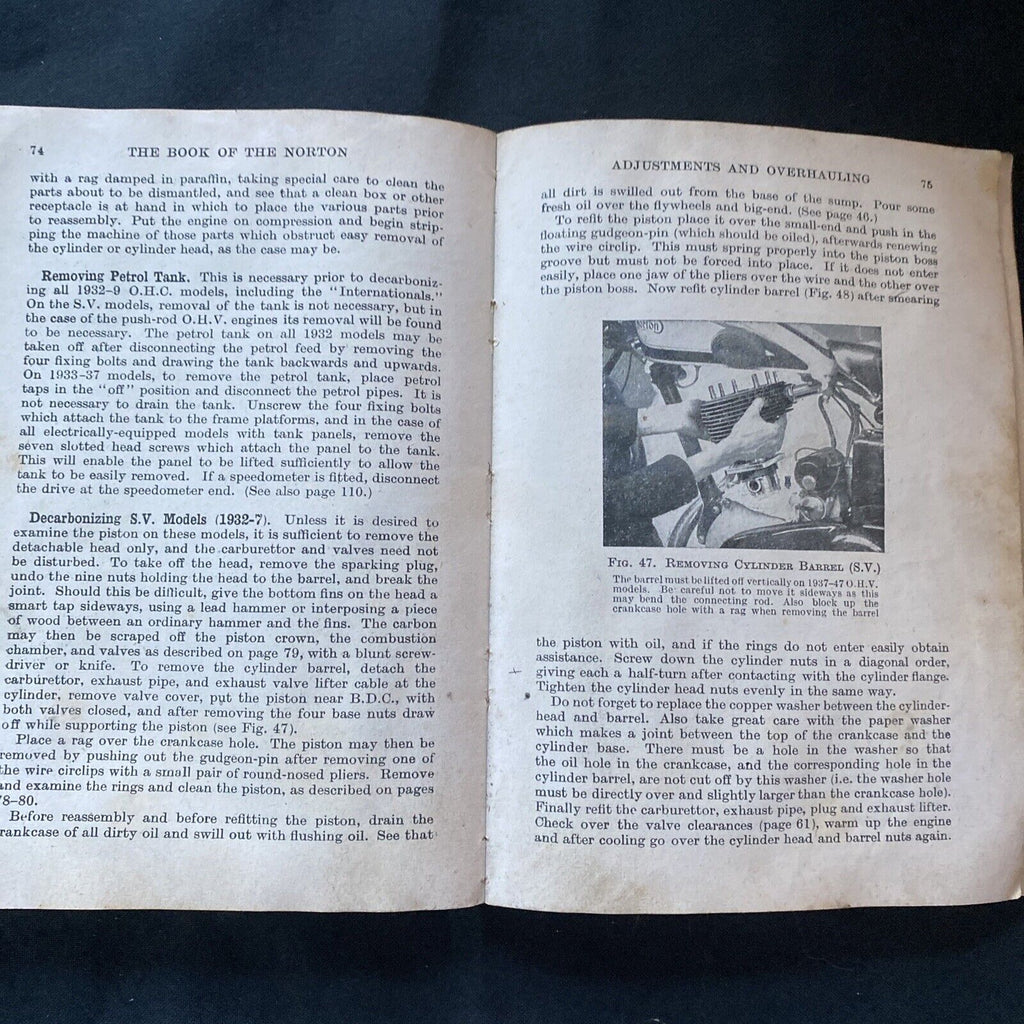 74
THE BOOK OF THE NORTON
with a rag damped in paraffin, taking special care to clean the
parts about to be dismantled, and see that a clean box or other
receptacle is at hand in which to place the various parts prior
to reassembly. Put the engine on compression and begin strip-
ping the machine of those parts which obstruct easy removal of
the cylinder or cylinder head, as the case may be.
Removing Petrol Tank. This is necessary prior to decarboniz-
ing all 1932-9 O.H.C. models, including the "Internationals."
On the S.V. models, removal of the tank is not necessary, but in
the case of the push-rod O.H.V. engines its removal will be found
to be necessary. The petrol tank on all 1932 models may be
taken off after disconnecting the petrol feed by removing the
four fixing bolts and drawing the tank backwards and upwards.
On 1933-37 models, to remove the petrol tank, place petrol
taps in the "off" position and disconnect the petrol pipes. It is
not necessary to drain the tank. Unscrew the four fixing bolts
which attach the tank to the frame platforms, and in the case of
all electrically-equipped models with tank panels, remove the
seven slotted head screws which attach the panel to the tank.
This will enable the panel to be lifted sufficiently to allow the
tank to be easily removed. If a speedometer is fitted, disconnect
the drive at the speedometer end. (See also page 110.)
Decarbonizing S.V. Models (1932-7). Unless it is desired to
examine the piston on these models, it is sufficient to remove the
detachable head only, and the carburettor and valves need not
be disturbed. To take off the head, remove the sparking plug,
undo the nine nuts holding the head to the barrel, and break the
joint. Should this be difficult, give the bottom fins on the head a
smart tap sideways, using a lead hammer or interposing a piece
of wood between an ordinary hammer and the fins. The carbon
may then be scraped off the piston crown, the combustion
chamber, and valves as described on page 79, with a blunt screw-
driver or knife. To remove the cylinder barrel, detach the
carburettor, exhaust pipe, and exhaust valve lifter cable at the
cylinder, remove valve cover, put the piston near B.D.C., with
both valves closed, and after removing the four base nuts draw
off while supporting the piston (see Fig. 47).
Place a rag over the crankcase hole. The piston may then be
removed by pushing out the gudgeon-pin after removing one of
the wire circlips with a small pair of round-nosed pliers. Remove
and examine the rings and clean the piston, as described on pages
78-80.
Before reassembly and before refitting the piston, drain the
rankcase of all dirty oil and swill out with flushing oil. See that
ADJUSTMENTS AND OVERHAULING
75
all dirt is swilled out from the base of the sump. Pour some
fresh oil over the flywheels and big-end. (See page 46.)
To refit the piston place it over the small-end and push in the
floating gudgeon-pin (which should be oiled), afterwards renewing
the wire circlip. This must spring properly into the piston boss
groove but must not be forced into place. If it does not enter
easily, place one jaw of the pliers over the wire and the other over
the piston boss. Now refit cylinder barrel (Fig. 48) after smearing
FIG. 47. REMOVING CYLINDER BARREL (S.V.)
The barrel must be lifted off vertically on 1937-47 O.H.V.
models. Be careful not to move it sideways as this
may bend the connecting rod. Also block up the
crankcase hole with a rag when removing the barrel
the piston with oil, and if the rings do not enter easily obtain
assistance. Screw down the cylinder nuts in a diagonal order,
giving each a half-turn after contacting with the cylinder flange.
Tighten the cylinder head nuts evenly in the same way.
Do not forget to replace the copper washer between the cylinder-
head and barrel. Also take great care with the paper washer
which makes a joint between the top of the crankcase and the
cylinder base. There must be a hole in the washer so that
the oil hole in the crankcase, and the corresponding hole in the
cylinder barrel, are not cut off by this washer (i.e. the washer hole
must be directly over and slightly larger than the crankcase hole).
Finally refit the carburettor, exhaust pipe, plug and exhaust lifter.
Check over the valve clearances (page 61), warm up the engine
and after cooling go over the cylinder head and barrel nuts again.